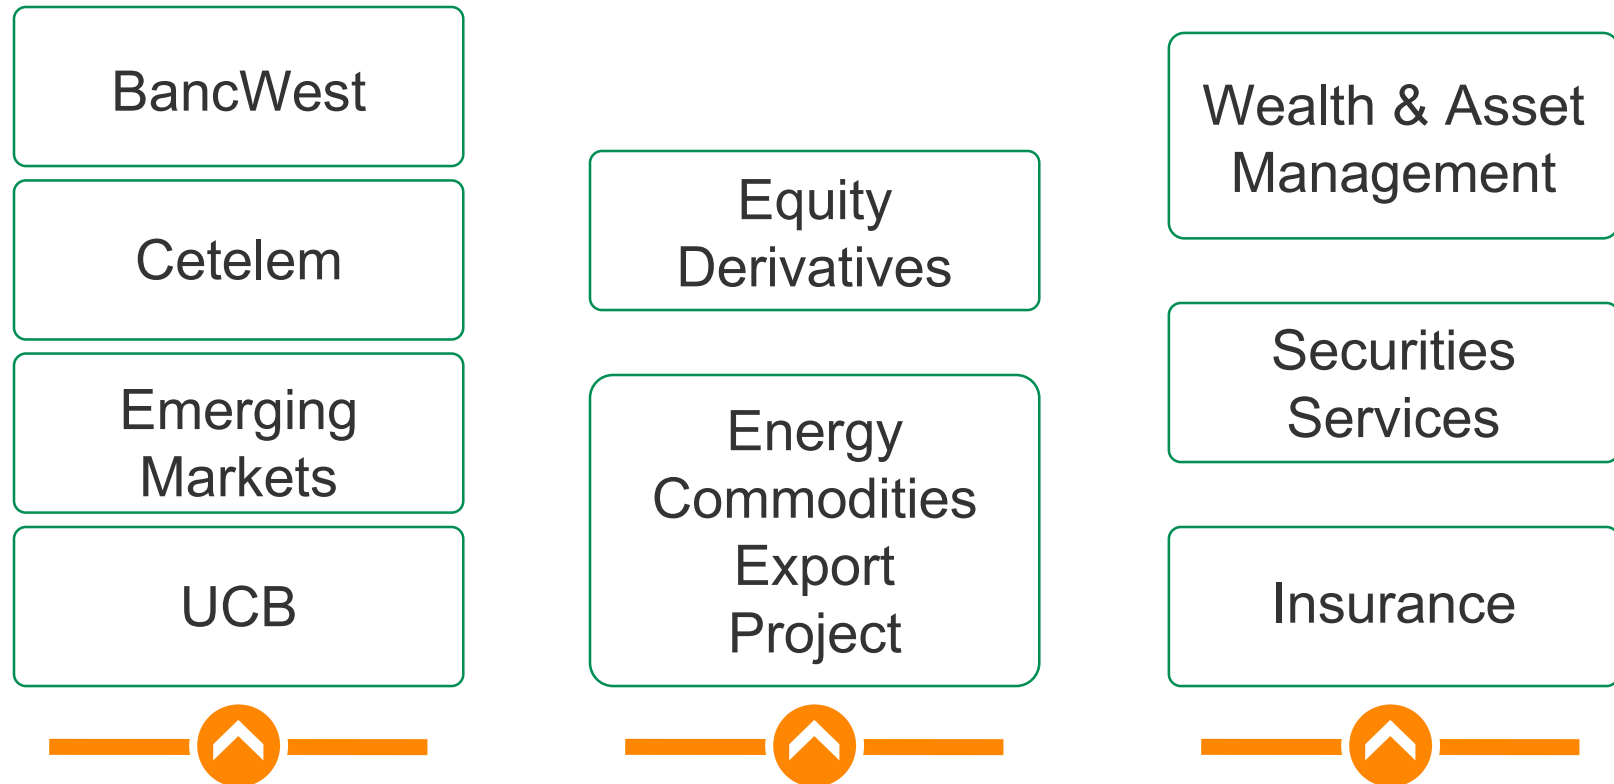 BancWest
Cetelem
Emerging
Markets
UCB
Equity
Derivatives
Energy
Commodities
Export
Project
Wealth & Asset
Management
Securities
Services
Insurance